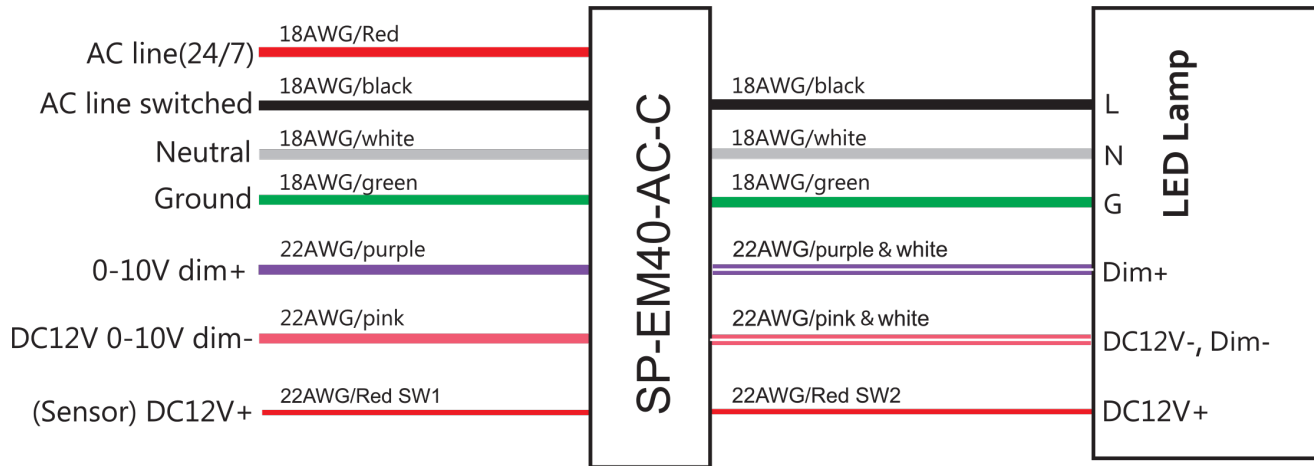 AC line(24/7)
18AWG/Red
AC line switched
18AWG/black
Neutral
18AWG/white
Ground
18AWG/green
0-10V dim+
22AWG/purple
DC12V 0-10V dim-
22AWG/pink
(Sensor) DC12V+
22AWG/Red SW1
SP-EM40-AC-C
18AWG/black
L
18AWG/white
N
18AWG/green
G
22AWG/purple & white
Dim+
22AWG/pink & white
DC12V-, Dim-
22AWG/Red SW2
DC12V+
LED Lamp